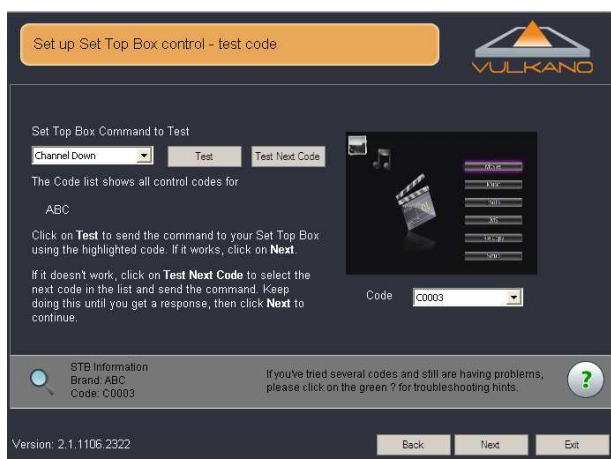 Set up Set Top Box control - test code
VULKANO
Set Top Box Command to Test
Channel Down
Test
Test Next Code
The Code list shows all control codes for
ABC
Click on Test to send the command to your Set Top Box
using the highlighted code. If it works, click on Next.
If it doesn't work, click on Test Next Code to select the
next code in the list and send the command. Keep
doing this until you get a response, then click Next to
continue.
Code
C0003
STB Information
Brand: ABC
Code: C0003
If you've tried several codes and still are having problems,
please click on the green ? for troubleshooting hints.
?
Version: 2.1.1106.2322
Back
Next
Exit